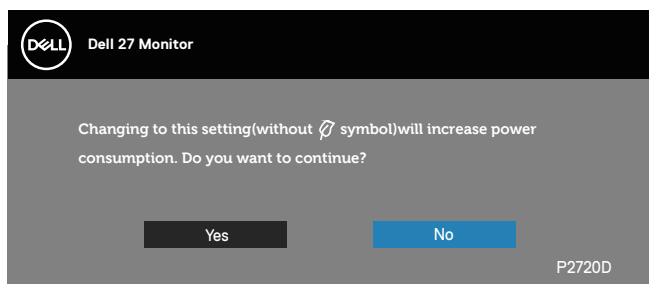 DELL
Dell 27 Monitor
Changing to this setting(without symbol)will increase power
consumption. Do you want to continue?
Yes
No
P2720D